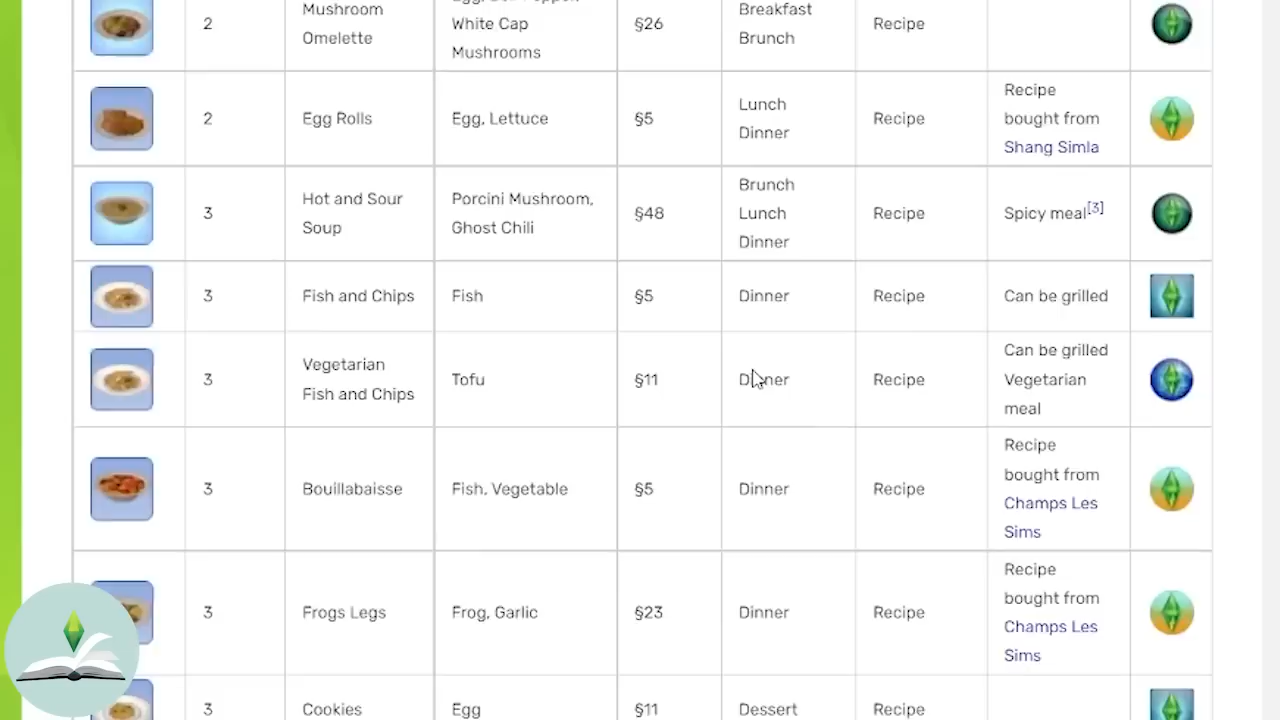 2
Mushroom
Omelette
White Cap
Mushrooms
§26
Breakfast
Brunch
Recipe
2
Egg Rolls
Egg, Lettuce
§5
Lunch
Dinner
Recipe
Recipe
bought from
Shang Simla
3
Hot and Sour
Soup
Porcini Mushroom,
Ghost Chili
§48
Brunch
Lunch
Dinner
Recipe
Spicy meal[3]
3
Fish and Chips
Fish
§5
Dinner
Recipe
Can be grilled
3
Vegetarian
Fish and Chips
Tofu
§11
Dinner
Recipe
Can be grilled
Vegetarian
meal
3
Bouillabaisse
Fish, Vegetable
§5
Dinner
Recipe
Recipe
bought from
Champs Les
Sims
3
Frogs Legs
Frog, Garlic
§23
Dinner
Recipe
Recipe
bought from
Champs Les
Sims
3
Cookies
Egg
§11
Dessert
Recipe